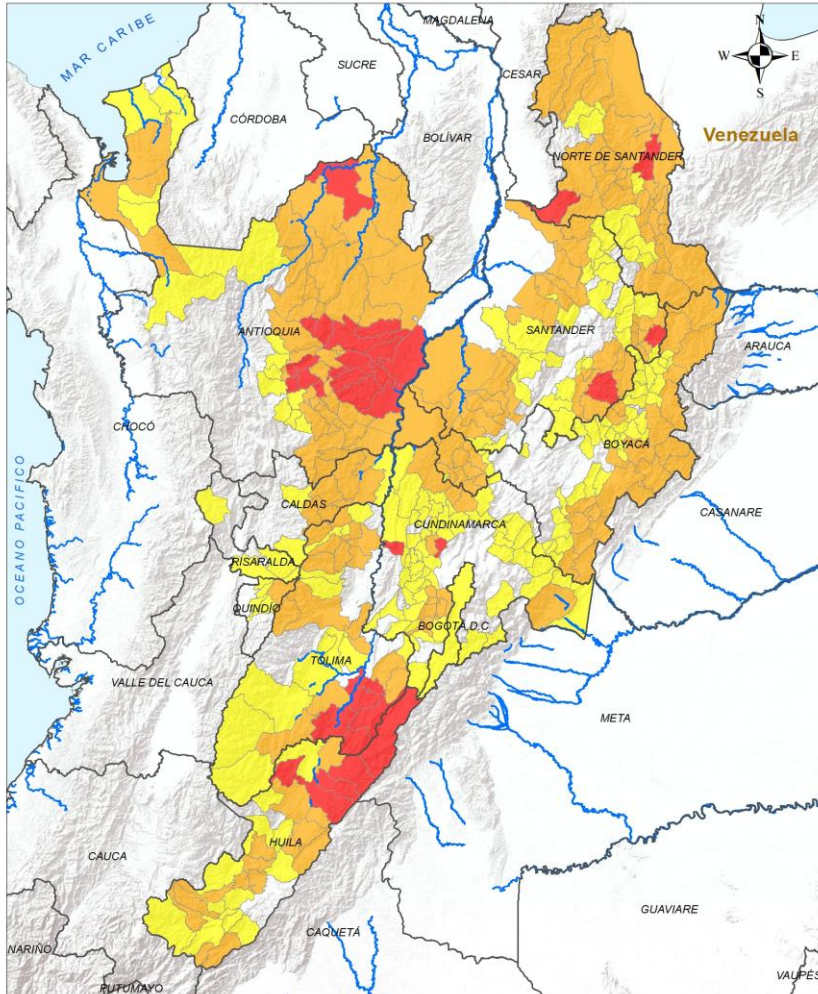 MAGDALENA
N
MAR CARIBE
W
E
SUCRE
CESAR
S
CÓRDOBA
BOLÍVAR
Venezuela
NORTE DE SANTANDER
ANTIOQUIA
SANTANDER
ARAUCA
CHOCÓ
BOYACÁ
CALDAS
CASANARE
CUNDINAMARCA
OCEANO PACIFICO
RISARALDA
QUINDÍO
BOGOTÁ, D.C
TOLIMA
VALLE DEL CAUCA
META
HUILA
CAUCA
GUAVIARE
CAQUETÁ
NARIÑO
VAUPÉS
PUTUMAYO